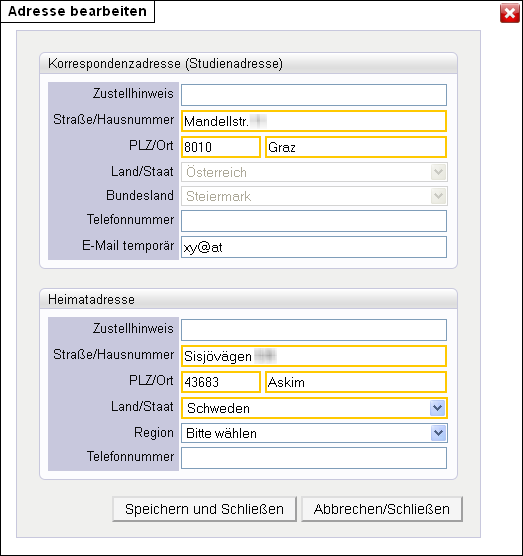 Adresse bearbeiten
Korrespondenzadresse (Studienadresse)
Zustellhinweis
Straße/Hausnummer Mandellstr.
PLZ/Ort 8010 Graz
Land/Staat Österreich
Bundesland Steiermark
Telefonnummer
E-Mail temporär xy@at
Heimatadresse
Zustellhinweis
Straße/Hausnummer Sisjövägen
PLZ/Ort 43683 Askim
Land/Staat Schweden
Region Bitte wählen
Telefonnummer
Speichern und Schließen Abbrechen/Schließen